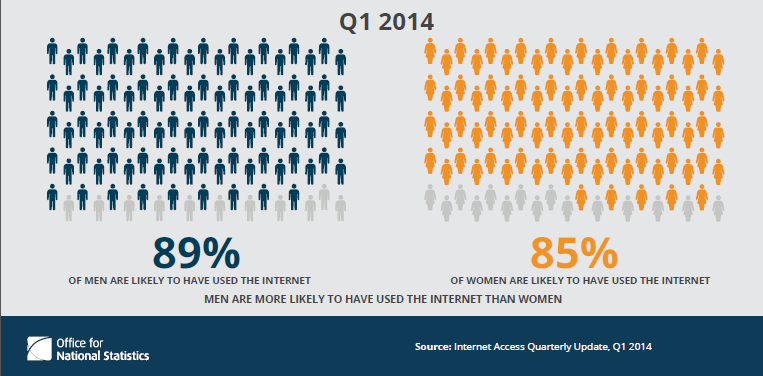 Q1 2014
89%
85%
OF MEN ARE LIKELY TO HAVE USED THE INTERNET
OF WOMEN ARE LIKELY TO HAVE USED THE INTERNET
MEN ARE MORE LIKELY TO HAVE USED THE INTERNET THAN WOMEN
Office for
National Statistics
Source: Internet Access Quarterly Update, Q1 2014